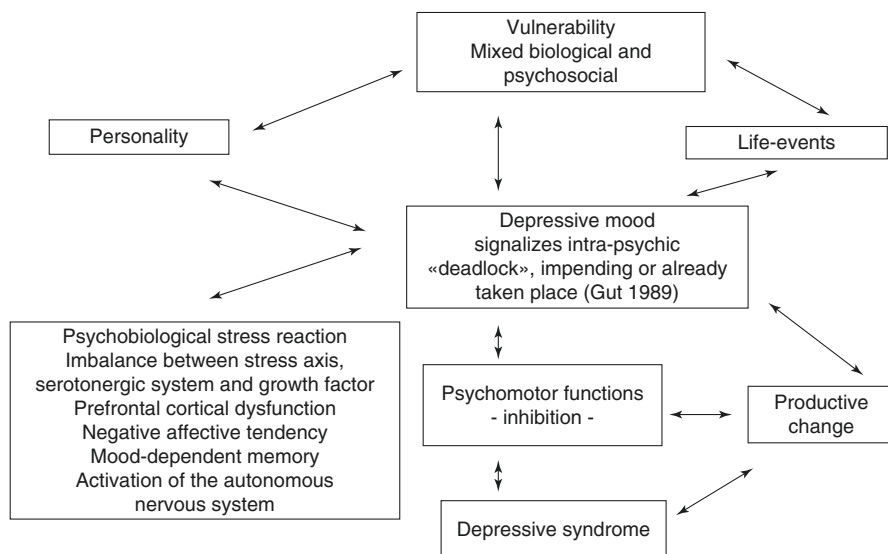 Vulnerability
Mixed biological and
psychosocial
Personality
Life-events
Depressive mood
signalizes intra-psychic
«deadlock», impending or already
taken place (Gut 1989)
Psychobiological stress reaction
Imbalance between stress axis,
serotonergic system and growth factor
Prefrontal cortical dysfunction
Negative affective tendency
Mood-dependent memory
Activation of the autonomous
nervous system
Psychomotor functions
- inhibition -
Productive
change
Depressive syndrome